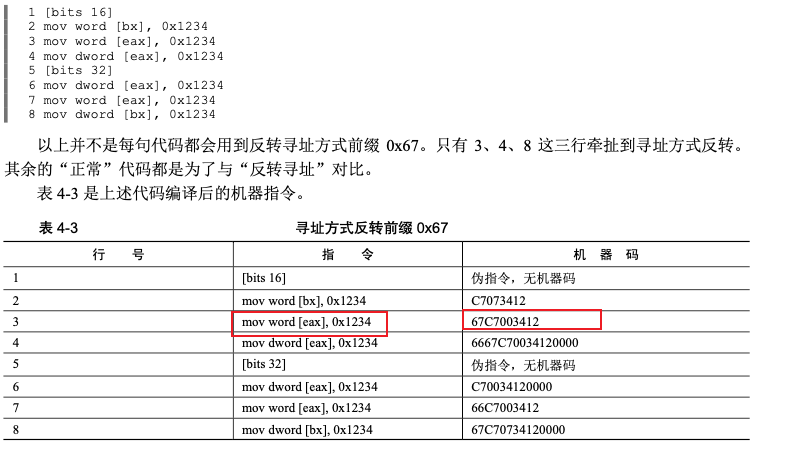 1 [bits 16]
2 mov word [bx], 0x1234
3 mov word [eax], 0x1234
4 mov dword [eax], 0x1234
5 [bits 32]
6 mov dword [eax], 0x1234
7 mov word [eax], 0x1234
8 mov dword [bx], 0x1234
以上并不是每句代码都会用到反转寻址方式前缀 0x67。只有 3、4、8 这三行牵扯到寻址方式反转。
其余的“正常”代码都是为了与“反转寻址”对比。
表 4-3 是上述代码编译后的机器指令。
表 4-3 寻址方式反转前缀 0x67
行 号 指 令 机 器 码
1 [bits 16] 伪指令，无机器码
2 mov word [bx], 0x1234 C7073412
3 mov word [eax], 0x1234 67C7003412
4 mov dword [eax], 0x1234 6667C70034120000
5 [bits 32] 伪指令，无机器码
6 mov dword [eax], 0x1234 C70034120000
7 mov word [eax], 0x1234 66C7003412
8 mov dword [bx], 0x1234 67C70734120000